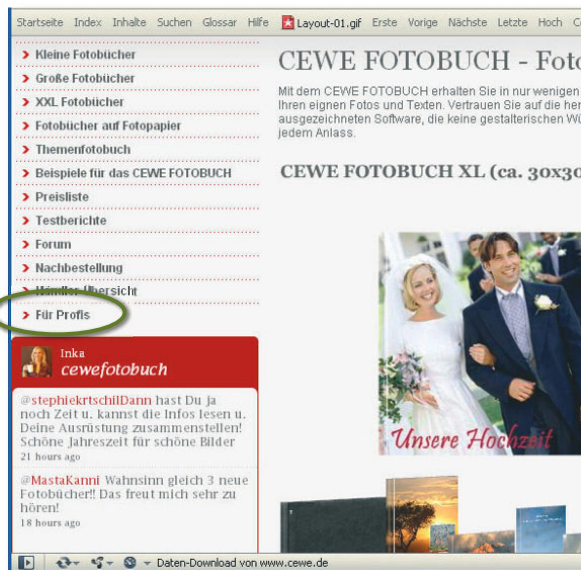 Startseite Index Inhalte Suchen Glossar Hilfe Layout-01.gif Erste Vorige Nächste Letzte Hoch
Kleine Fotobücher
Große Fotobücher
XXL Fotobücher
Fotobücher auf Fotopapier
Themenfotobuch
Beispiele für das CEWE FOTOBUCH
Preisliste
Testberichte
Forum
Nachbestellung
Händler-Übersicht
Für Profis
Inka
cewefotobuch
@stephiekrtschilDann hast Du ja
noch Zeit u. kannst die Infos lesen u.
Deine Ausrüstung zusammenstellen!
Schöne Jahreszeit für schöne Bilder
21 hours ago
@MastaKanni Wahnsinn gleich 3 neue
Fotobücher!! Das freut mich sehr zu
hören!
18 hours ago
CEWE FOTOBUCH - Foto
Mit dem CEWE FOTOBUCH erhalten Sie in nur wenigen
Ihren eignen Fotos und Texten. Vertrauen Sie auf die her
ausgezeichneten Software, die keine gestalterischen Wü
jedem Anlass.
CEWE FOTOBUCH XL (ca. 30x30
Unsere Hochzeit
Daten-Download von www.cewe.de